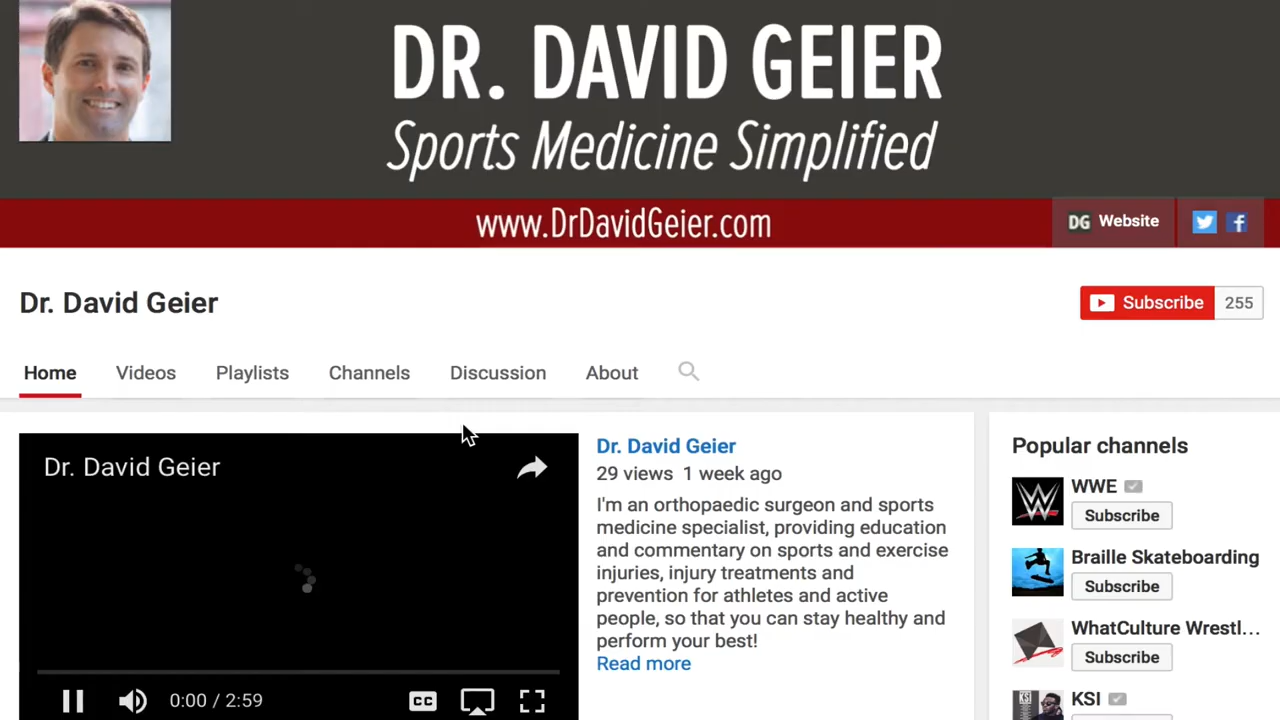 DR. DAVID GEIER
Sports Medicine Simplified
www.DrDavidGeier.com
DG Website
Dr. David Geier
Subscribe 255
Home Videos Playlists Channels Discussion About
Dr. David Geier
0:00 / 2:59
CC
Dr. David Geier
29 views 1 week ago
I'm an orthopaedic surgeon and sports
medicine specialist, providing education
and commentary on sports and exercise
injuries, injury treatments and
prevention for athletes and active
people, so that you can stay healthy and
perform your best!
Read more
Popular channels
WWE
Subscribe
Braille Skateboarding
Subscribe
WhatCulture Wrestl...
Subscribe
KSI